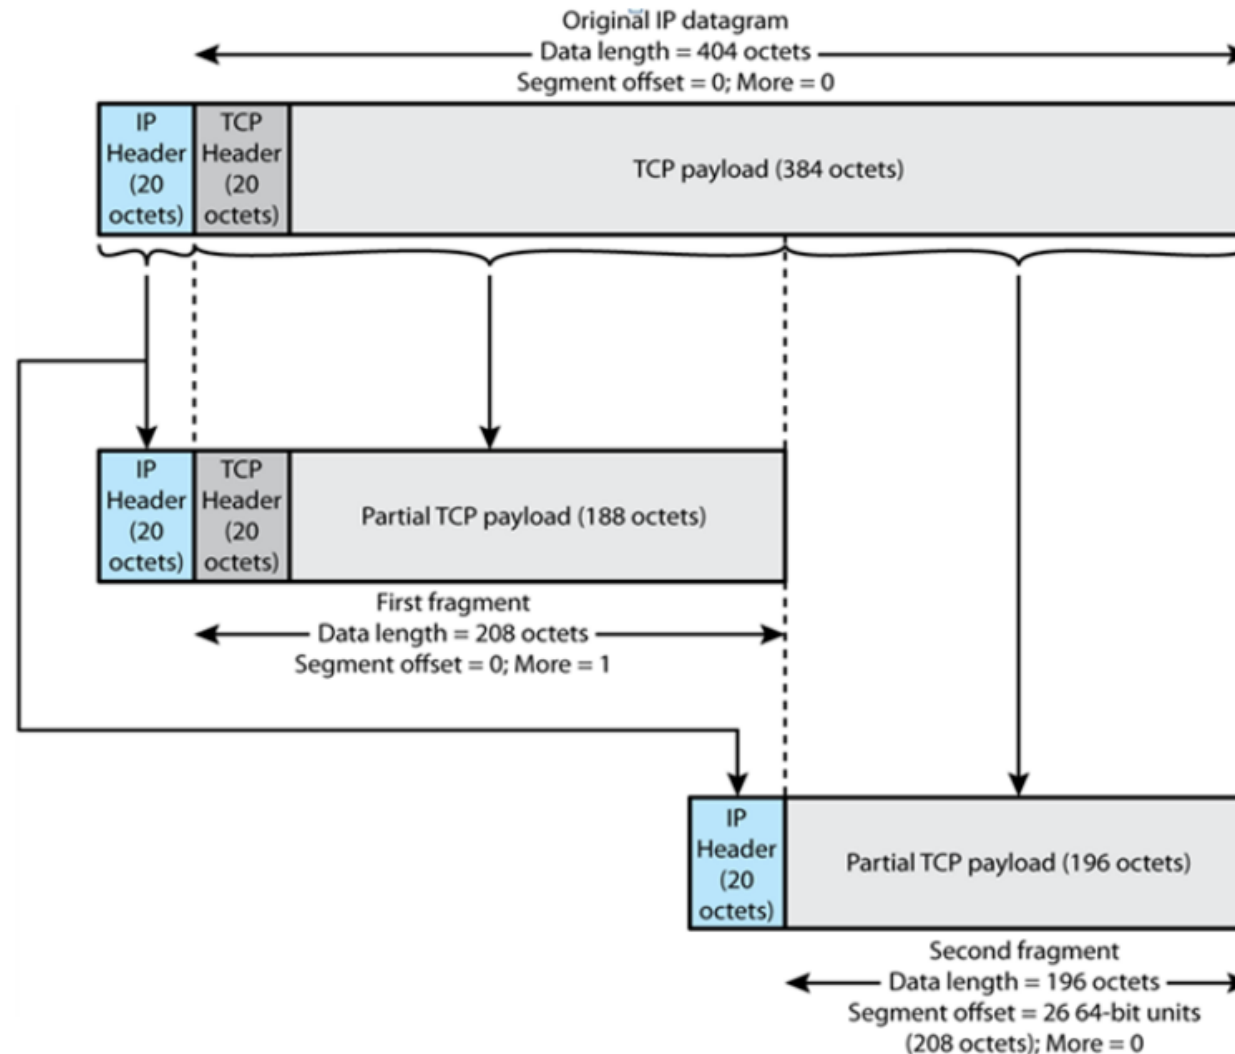 Original IP datagram
Data length = 404 octets
Segment offset = 0; More = 0
IP
Header
(20
octets)
TCP
Header
(20
octets)
TCP payload (384 octets)
IP
Header
(20
octets)
TCP
Header
(20
octets)
Partial TCP payload (188 octets)
First fragment
Data length = 208 octets
Segment offset = 0; More = 1
IP
Header
(20
octets)
Partial TCP payload (196 octets)
Second fragment
Data length = 196 octets
Segment offset = 26 64-bit units
(208 octets); More = 0